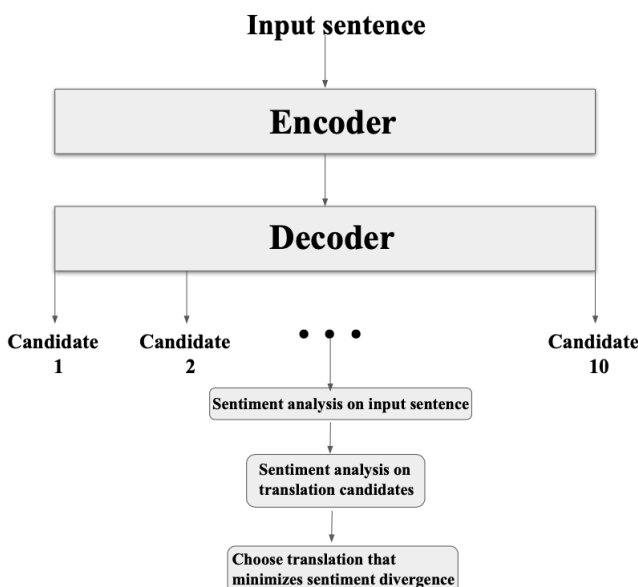 Input sentence
Encoder
Decoder
Candidate
1
Candidate
2
• • •
Candidate
10
Sentiment analysis on input sentence
Sentiment analysis on
translation candidates
Choose translation that
minimizes sentiment divergence